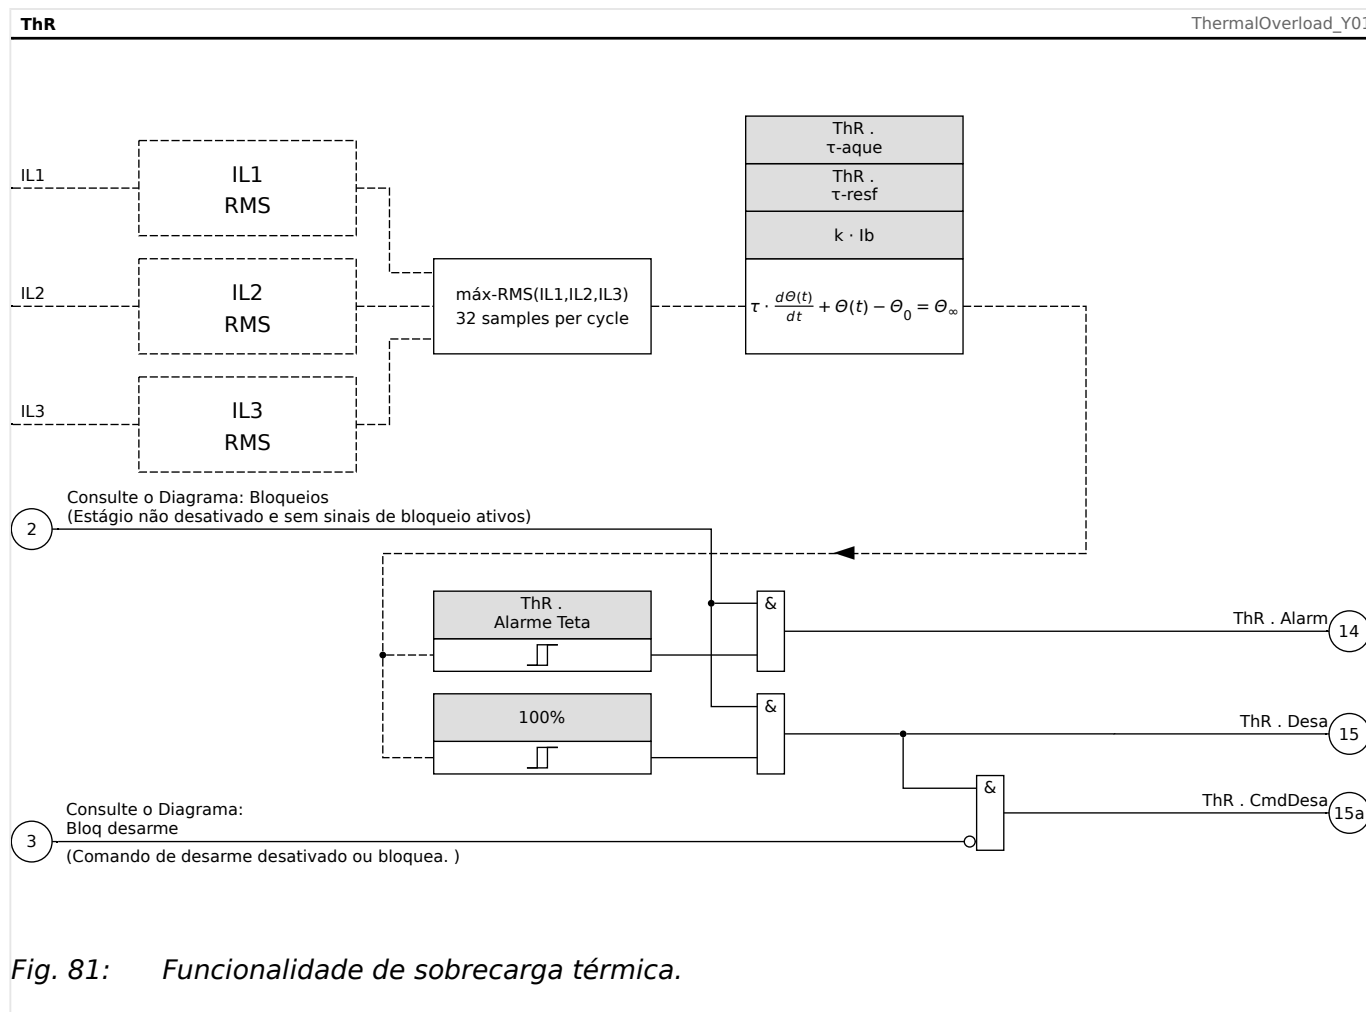 ThR
ThermalOverload_Y01
ThR .
τ-aque
ThR .
τ-resf
k · Ib
IL1
IL1
RMS
IL2
IL2
RMS
máx-RMS(IL1,IL2,IL3)
32 samples per cycle
τ · dΘ(t)/dt + Θ(t) − Θ₀ = Θ∞
IL3
IL3
RMS
Consulte o Diagrama: Bloqueios
2
(Estágio não desativado e sem sinais de bloqueio ativos)
ThR .
Alarme Teta
&
ThR . Alarm
14
100%
&
ThR . Desa
15
&
ThR . CmdDesa
15a
Consulte o Diagrama:
Bloq desarme
3
(Comando de desarme desativado ou bloquea. )
Fig. 81: Funcionalidade de sobrecarga térmica.